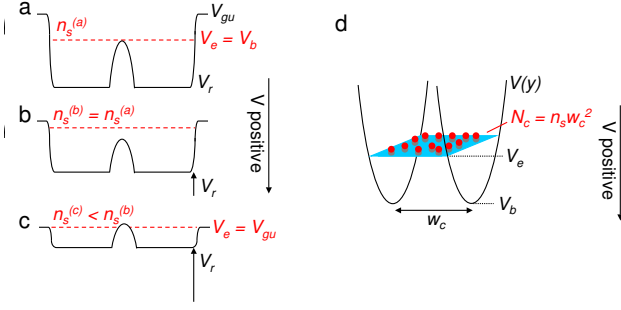 a
n_s^(a)
V_gu
V_e = V_b
V_r
b
n_s^(b) = n_s^(a)
V_r
c
n_s^(c) < n_s^(b)
V_e = V_gu
V_r
V positive
d
V(y)
N_c = n_s w_c^2
V_e
V_b
w_c
V positive